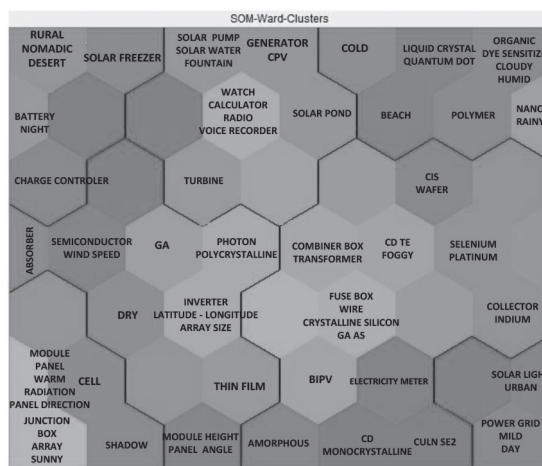 SOM-Ward-Clusters
RURAL
NOMADIC
DESERT
SOLAR FREEZER
SOLAR PUMP
SOLAR WATER
FOUNTAIN
GENERATOR
CPV
COLD
LIQUID CRYSTAL
QUANTUM DOT
ORGANIC
DYE SENSITIZ
CLOUDY
HUMID
BATTERY
NIGHT
WATCH
CALCULATOR
RADIO
VOICE RECORDER
SOLAR POND
BEACH
POLYMER
NANO
RAINY
CHARGE CONTROLER
TURBINE
CIS
WAFER
ABSORBER
SEMICONDUCTOR
WIND SPEED
GA
PHOTON
POLYCRYSTALLINE
COMBINER BOX
TRANSFORMER
CD TE
FOGGY
SELENIUM
PLATINUM
DRY
INVERTER
LATITUDE - LONGITUDE
ARRAY SIZE
FUSE BOX
WIRE
CRYSTALLINE SILICON
GA AS
COLLECTOR
INDIUM
MODULE
PANEL
WARM
RADIATION
PANEL DIRECTION
CELL
THIN FILM
BIPV
ELECTRICITY METER
SOLAR LIGH
URBAN
JUNCTION
BOX
ARRAY
SUNNY
SHADOW
MODULE HEIGHT
PANEL ANGLE
AMORPHOUS
CD
MONOCRYSTALLINE
CULN SE2
POWER GRID
MILD
DAY